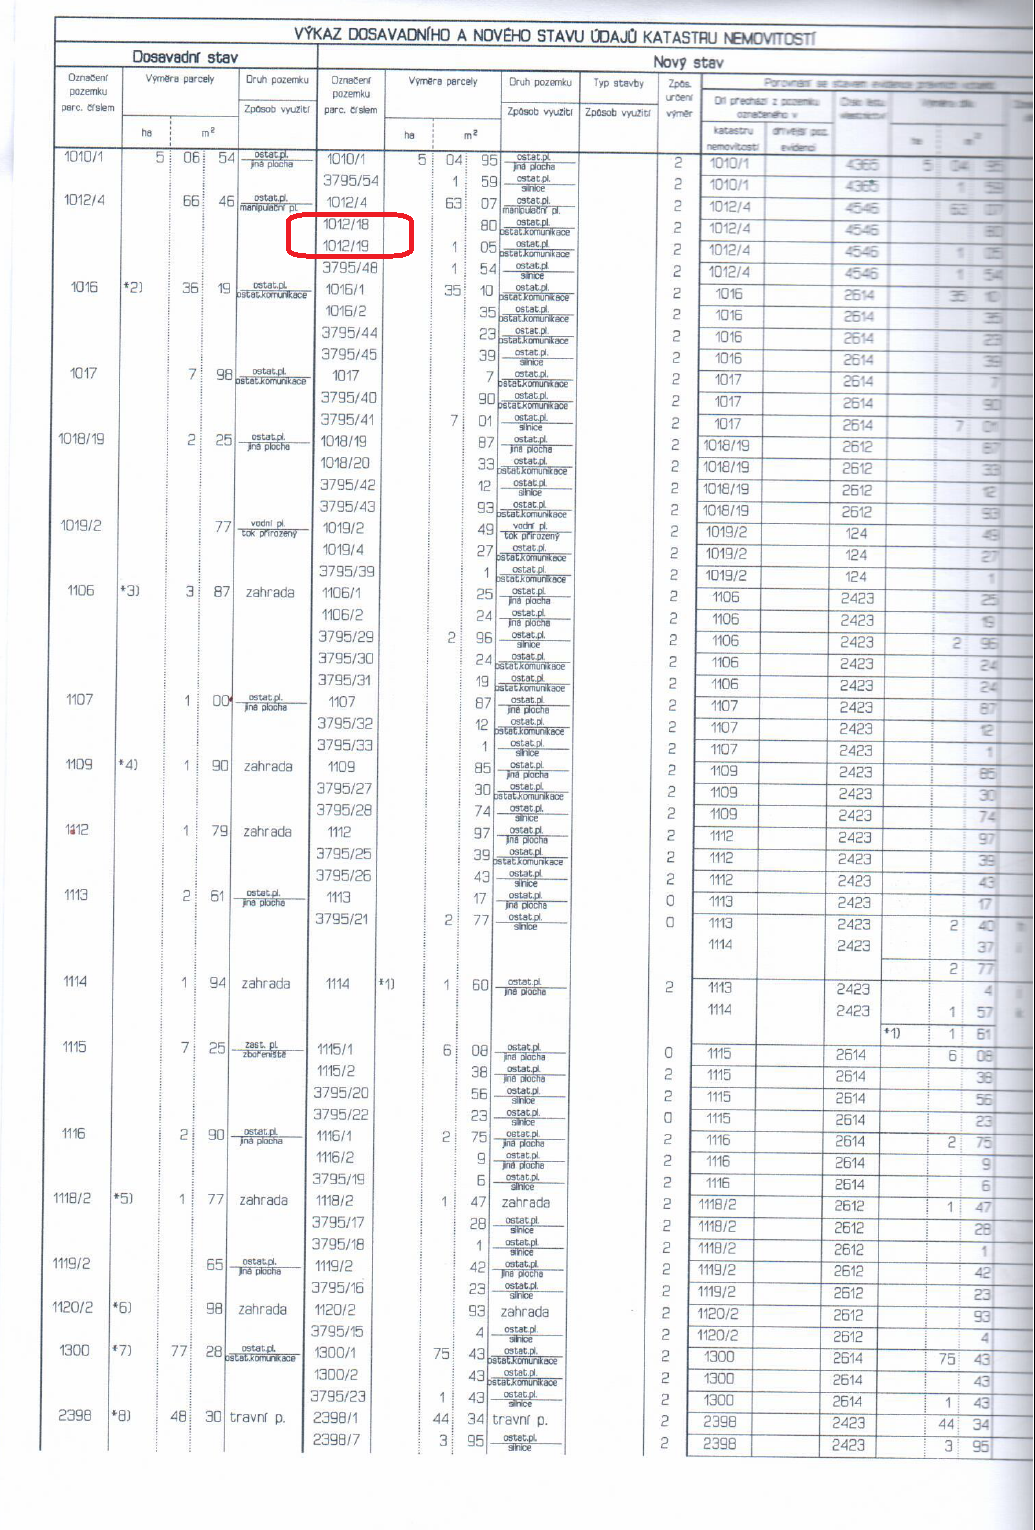 VÝKAZ DOSAVADNÍHO A NOVÉHO STAVU ÚDAJŮ KATASTRU NEMOVITOSTÍ
Dosavadní stav Nový stav
Označení pozemku parc. číslem Výměra parcely ha m² Druh pozemku Způsob využití Označení pozemku parc. číslem Výměra parcely ha m² Druh pozemku Způsob využití Typ stavby Způsob využití Způs. určení výměr Porovnání se stavem evidence právních vztahů
Díl přechází z pozemku označeného v Číslo listu vlastnictví Výměra dílu
katastru nemovitostí dřívější poz. evidenci ha m²
1010/1 5 06 54 ostat.pl. jiná plocha 1010/1 5 04 95 ostat.pl. jiná plocha 2 1010/1 4365 5 04 95
3795/54 1 59 ostat.pl. silnice 2 1010/1 4365 1 59
1012/4 66 46 ostat.pl. manipulační pl. 1012/4 63 07 ostat.pl. manipulační pl. 2 1012/4 4546 63 07
1012/18 80 ostat.pl. ostat.komunikace 2 1012/4 4546 80
1012/19 1 05 ostat.pl. ostat.komunikace 2 1012/4 4546 1 05
3795/48 1 54 ostat.pl. silnice 2 1012/4 4546 1 54
1016 *2) 36 19 ostat.pl. ostat.komunikace 1016/1 35 10 ostat.pl. ostat.komunikace 2 1016 2614 35 10
1016/2 35 ostat.pl. ostat.komunikace 2 1016 2614 35
3795/44 23 ostat.pl. ostat.komunikace 2 1016 2614 23
3795/45 39 ostat.pl. silnice 2 1016 2614 39
1017 7 98 ostat.pl. ostat.komunikace 1017 7 ostat.pl. ostat.komunikace 2 1017 2614 7
3795/40 90 ostat.pl. ostat.komunikace 2 1017 2614 90
3795/41 7 01 ostat.pl. silnice 2 1017 2614 7 01
1018/19 2 25 ostat.pl. jiná plocha 1018/19 87 ostat.pl. jiná plocha 2 1018/19 2612 87
1018/20 33 ostat.pl. ostat.komunikace 2 1018/19 2612 33
3795/42 12 ostat.pl. silnice 2 1018/19 2612 12
3795/43 93 ostat.pl. ostat.komunikace 2 1018/19 2612 93
1019/2 77 vodní pl. tok přirozený 1019/2 49 vodní pl. tok přirozený 2 1019/2 124 49
1019/4 27 ostat.pl. ostat.komunikace 2 1019/2 124 27
3795/39 1 ostat.pl. ostat.komunikace 2 1019/2 124 1
1106 *3) 3 87 zahrada 1106/1 25 ostat.pl. jiná plocha 2 1106 2423 25
1106/2 24 ostat.pl. jiná plocha 2 1106 2423 19
3795/29 2 96 ostat.pl. silnice 2 1106 2423 2 96
3795/30 24 ostat.pl. ostat.komunikace 2 1106 2423 24
3795/31 19 ostat.pl. ostat.komunikace 2 1106 2423 24
1107 1 00 ostat.pl. jiná plocha 1107 87 ostat.pl. jiná plocha 2 1107 2423 87
3795/32 12 ostat.pl. ostat.komunikace 2 1107 2423 12
3795/33 1 ostat.pl. silnice 2 1107 2423 1
1109 *4) 1 90 zahrada 1109 85 ostat.pl. jiná plocha 2 1109 2423 85
3795/27 30 ostat.pl. ostat.komunikace 2 1109 2423 30
3795/28 74 ostat.pl. silnice 2 1109 2423 74
1112 1 79 zahrada 1112 97 ostat.pl. jiná plocha 2 1112 2423 97
3795/25 39 ostat.pl. ostat.komunikace 2 1112 2423 39
3795/26 43 ostat.pl. silnice 2 1112 2423 43
1113 2 61 ostat.pl. jiná plocha 1113 17 ostat.pl. jiná plocha 0 1113 2423 17
3795/21 2 77 ostat.pl. silnice 0 1113 2423 2 40
1114 2423 37
2 77
1114 1 94 zahrada 1114 *1) 1 60 ostat.pl. jiná plocha 2 1113 2423 4
1114 2423 1 57
*1) 1 61
1115 7 25 zast. pl. zbořeniště 1115/1 6 08 ostat.pl. jiná plocha 0 1115 2614 6 08
1115/2 38 ostat.pl. jiná plocha 2 1115 2614 38
3795/20 56 ostat.pl. silnice 2 1115 2614 56
3795/22 23 ostat.pl. silnice 0 1115 2614 23
1116 2 90 ostat.pl. jiná plocha 1116/1 2 75 ostat.pl. jiná plocha 2 1116 2614 2 75
1116/2 9 ostat.pl. jiná plocha 2 1116 2614 9
3795/19 6 ostat.pl. silnice 2 1116 2614 6
1118/2 *5) 1 77 zahrada 1118/2 1 47 zahrada 2 1118/2 2612 1 47
3795/17 28 ostat.pl. silnice 2 1118/2 2612 28
3795/18 1 ostat.pl. silnice 2 1118/2 2612 1
1119/2 65 ostat.pl. jiná plocha 1119/2 42 ostat.pl. jiná plocha 2 1119/2 2612 42
3795/16 23 ostat.pl. silnice 2 1119/2 2612 23
1120/2 *6) 98 zahrada 1120/2 93 zahrada 2 1120/2 2612 93
3795/15 4 ostat.pl. silnice 2 1120/2 2612 4
1300 *7) 77 28 ostat.pl. ostat.komunikace 1300/1 75 43 ostat.pl. ostat.komunikace 2 1300 2614 75 43
1300/2 43 ostat.pl. ostat.komunikace 2 1300 2614 43
3795/23 1 43 ostat.pl. silnice 2 1300 2614 1 43
2398 *8) 48 30 travní p. 2398/1 44 34 travní p. 2 2398 2423 44 34
2398/7 3 95 ostat.pl. silnice 2 2398 2423 3 95